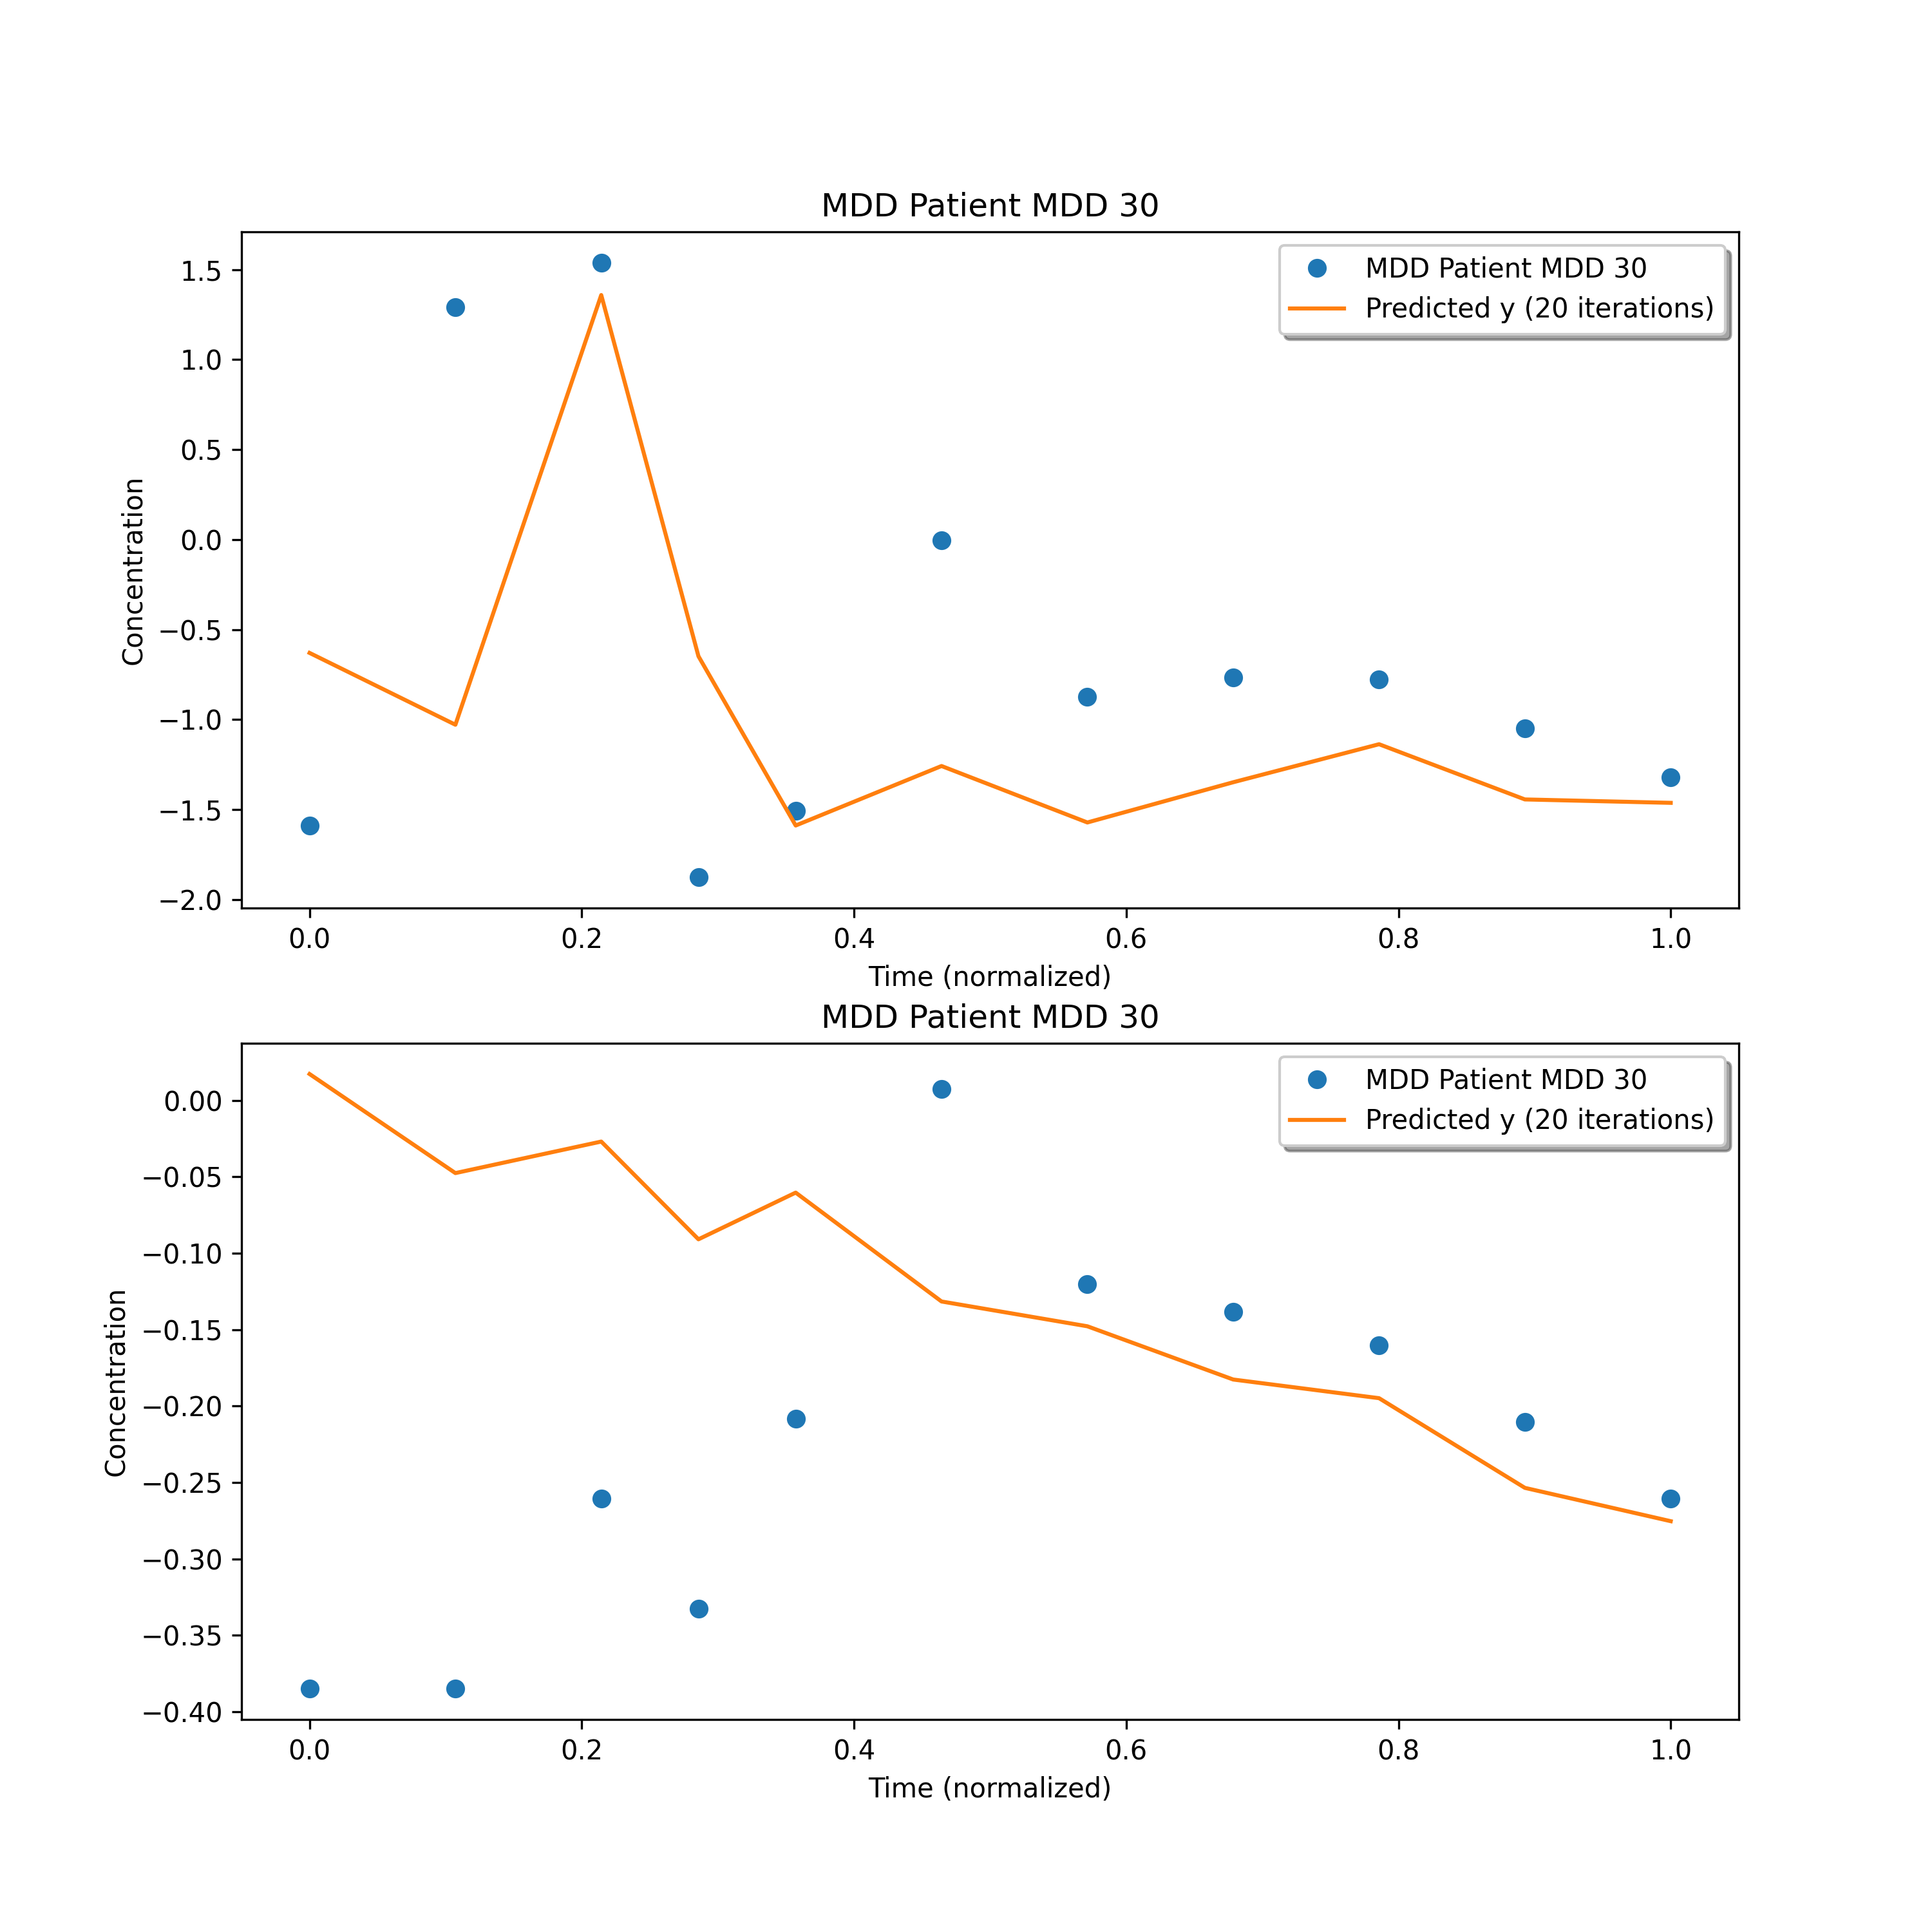 MDD Patient MDD 30
MDD Patient MDD 30
Predicted y (20 iterations)
Concentration
1.5
1.0
0.5
0.0
−0.5
−1.0
−1.5
−2.0
0.0 0.2 0.4 0.6 0.8 1.0
Time (normalized)
MDD Patient MDD 30
MDD Patient MDD 30
Predicted y (20 iterations)
Concentration
0.00
−0.05
−0.10
−0.15
−0.20
−0.25
−0.30
−0.35
−0.40
0.0 0.2 0.4 0.6 0.8 1.0
Time (normalized)